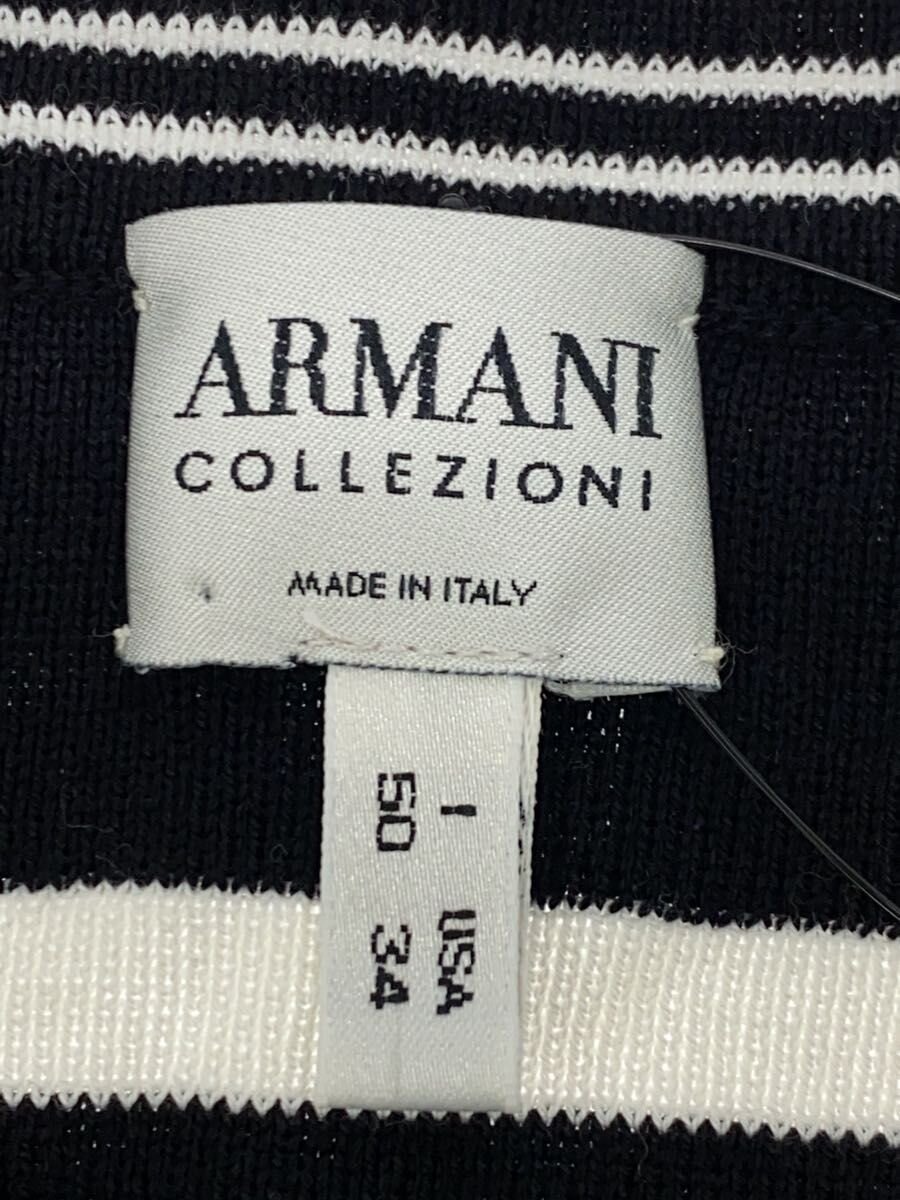 ARMANI
COLLEZIONI
MADE IN ITALY
I USA
50 34